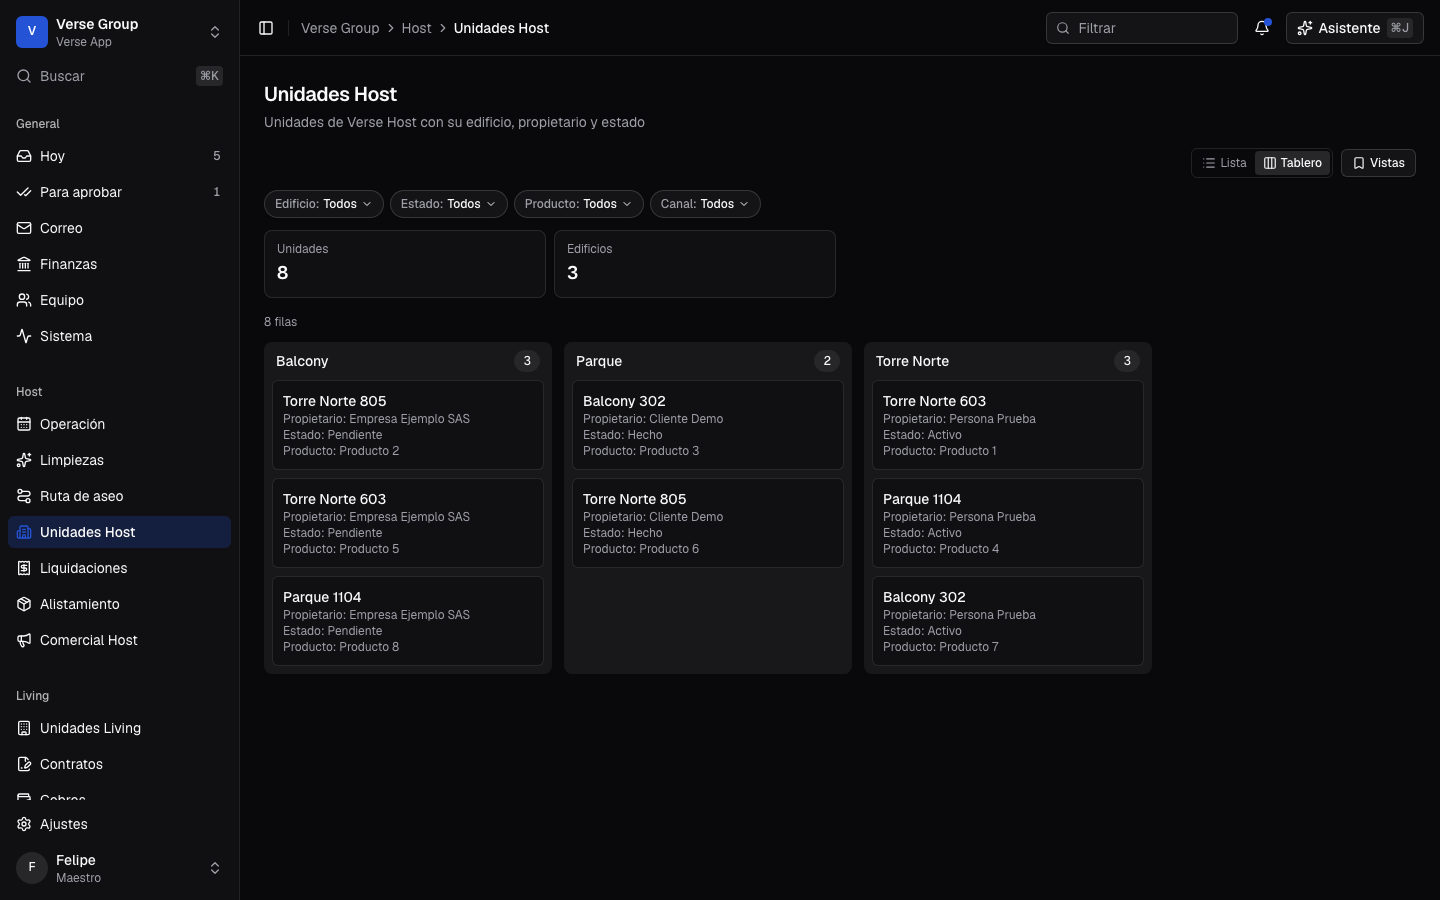 V
Verse Group
Verse App
Buscar ⌘K
General
Hoy 5
Para aprobar 1
Correo
Finanzas
Equipo
Sistema
Host
Operación
Limpiezas
Ruta de aseo
Unidades Host
Liquidaciones
Alistamiento
Comercial Host
Living
Unidades Living
Contratos
Cobros
Ajustes
F
Felipe
Maestro
Verse Group > Host > Unidades Host
Filtrar
Asistente ⌘J
Unidades Host
Unidades de Verse Host con su edificio, propietario y estado
Lista Tablero Vistas
Edificio: Todos Estado: Todos Producto: Todos Canal: Todos
Unidades
8
Edificios
3
8 filas
Balcony 3
Torre Norte 805
Propietario: Empresa Ejemplo SAS
Estado: Pendiente
Producto: Producto 2
Torre Norte 603
Propietario: Empresa Ejemplo SAS
Estado: Pendiente
Producto: Producto 5
Parque 1104
Propietario: Empresa Ejemplo SAS
Estado: Pendiente
Producto: Producto 8
Parque 2
Balcony 302
Propietario: Cliente Demo
Estado: Hecho
Producto: Producto 3
Torre Norte 805
Propietario: Cliente Demo
Estado: Hecho
Producto: Producto 6
Torre Norte 3
Torre Norte 603
Propietario: Persona Prueba
Estado: Activo
Producto: Producto 1
Parque 1104
Propietario: Persona Prueba
Estado: Activo
Producto: Producto 4
Balcony 302
Propietario: Persona Prueba
Estado: Activo
Producto: Producto 7